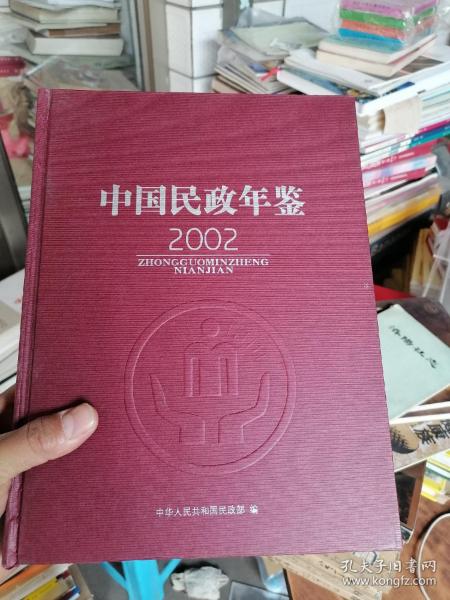 中国民政年鉴
2002
ZHONGGUOMINZHENG
NIANJIAN
中华人民共和国民政部 编
孔夫子旧书网
www.kongfz.com